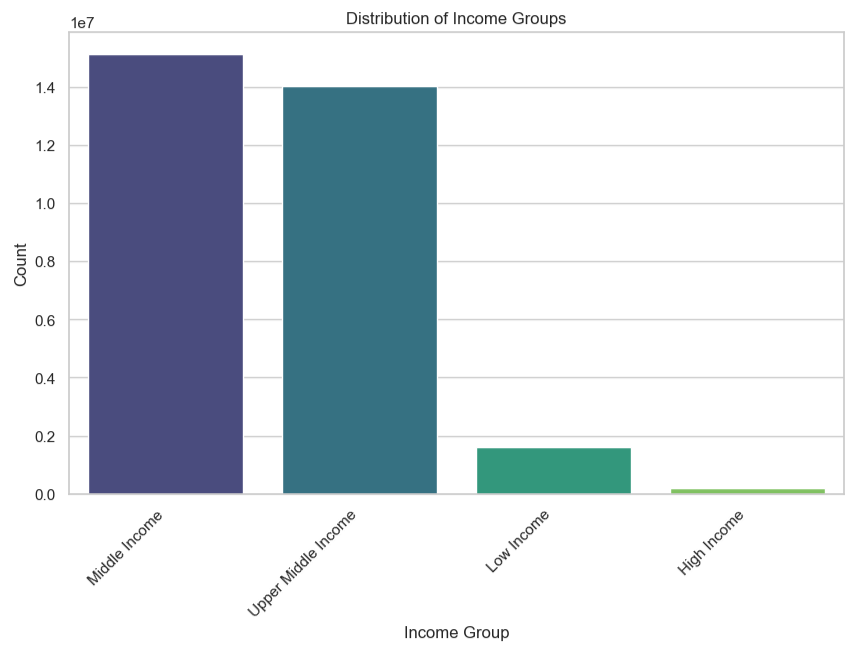 Distribution of Income Groups
1e7
1.4
1.2
1.0
0.8
0.6
0.4
0.2
0.0
Count
Middle Income
Upper Middle Income
Low Income
High Income
Income Group